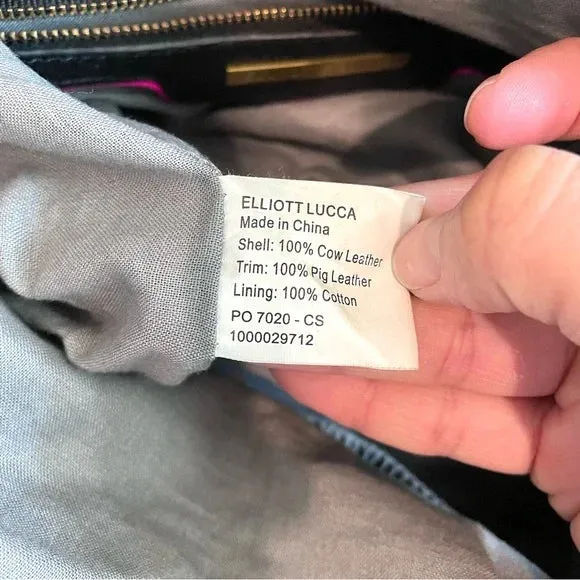 ELLIOTT LUCCA
Made in China
Shell: 100% Cow Leather
Trim: 100% Pig Leather
Lining: 100% Cotton
PO 7020 - CS
1000029712